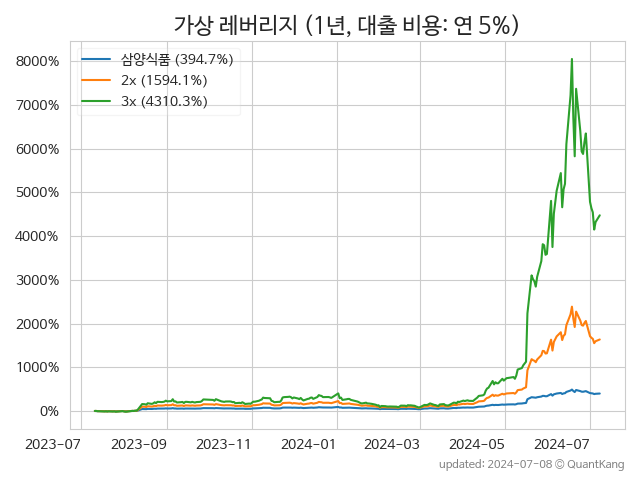 가상 레버리지 (1년, 대출 비용: 연 5%)
삼양식품 (394.7%)
2x (1594.1%)
3x (4310.3%)
8000%
7000%
6000%
5000%
4000%
3000%
2000%
1000%
0%
2023-07 2023-09 2023-11 2024-01 2024-03 2024-05 2024-07
updated: 2024-07-08 © QuantKang